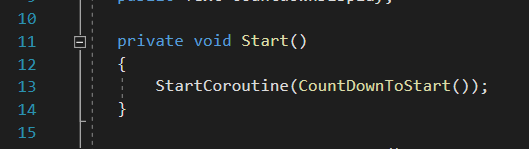 10
11 private void Start()
12 {
13 StartCoroutine(CountDownToStart());
14 }
15